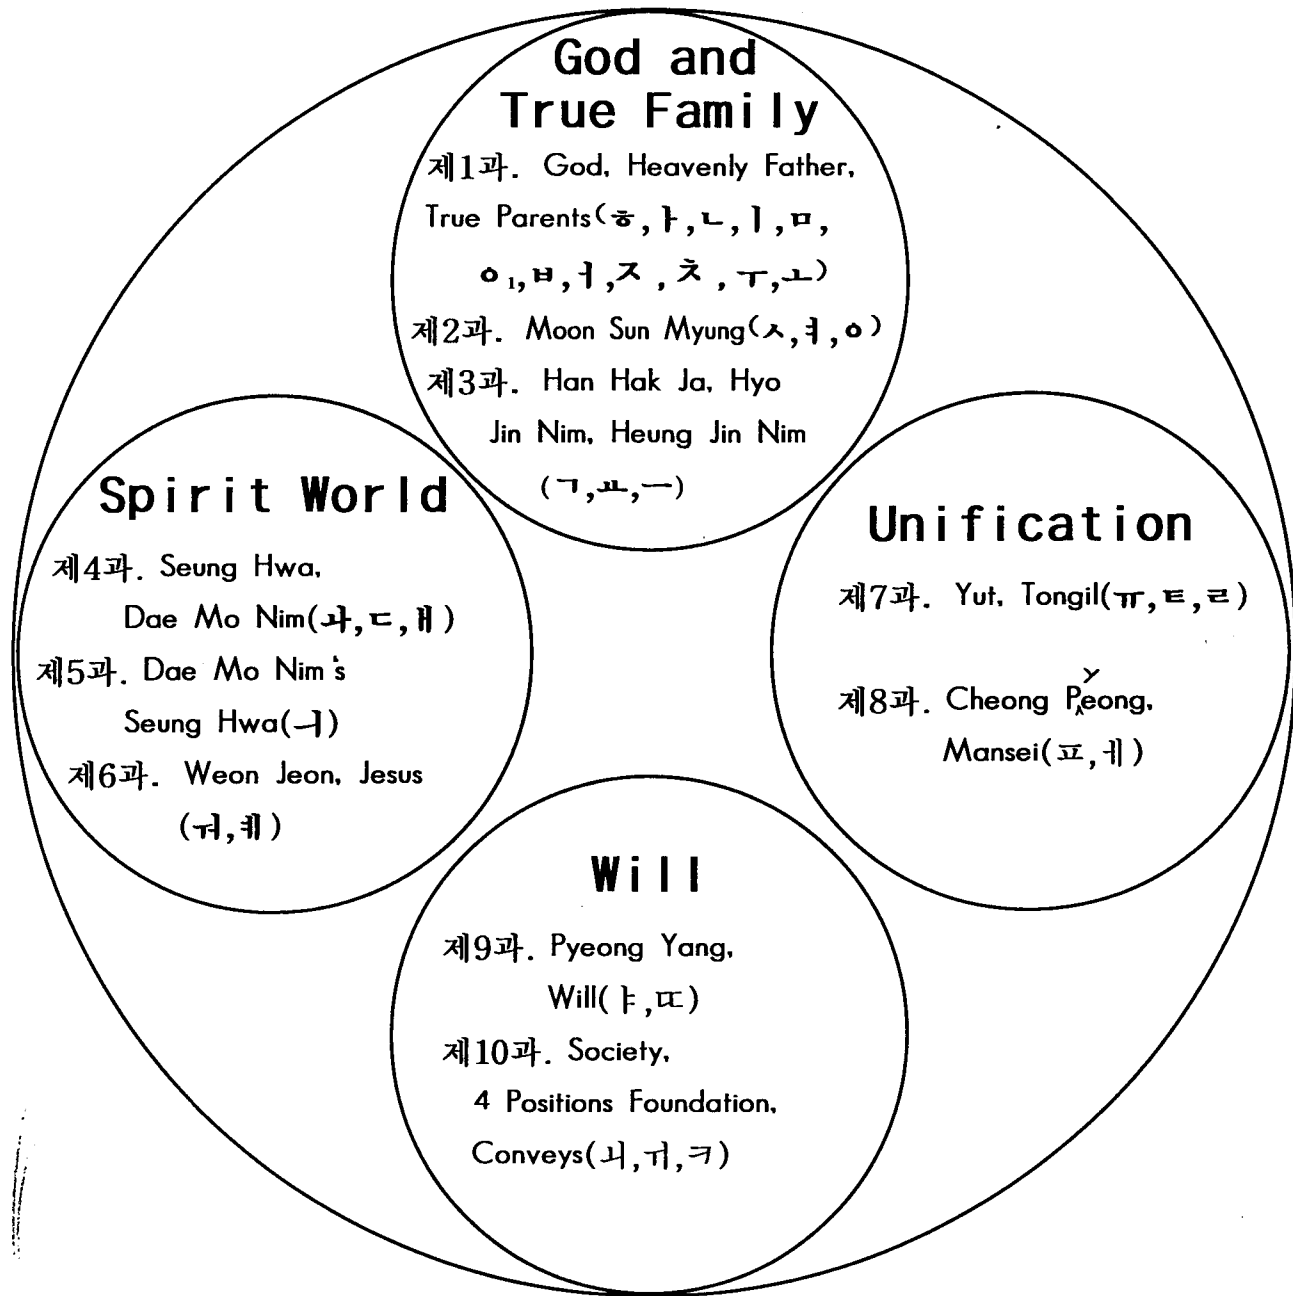 God and
True Family
제1과. God, Heavenly Father,
True Parents(ㅎ,ㅏ,ㄴ,ㅣ,ㅁ,
ㅇ1,ㅂ,ㅓ,ㅈ,ㅊ,ㅜ,ㅗ)
제2과. Moon Sun Myung(ㅅ,ㅕ,ㅇ)
제3과. Han Hak Ja, Hyo
Jin Nim, Heung Jin Nim
(ㄱ,ㅛ,ㅡ)
Spirit World
제4과. Seung Hwa,
Dae Mo Nim(ㅘ,ㄷ,ㅐ)
제5과. Dae Mo Nim's
Seung Hwa(ㅢ)
제6과. Weon Jeon, Jesus
(ㅝ,ㅖ)
Unification
제7과. Yut, Tongil(ㅠ,ㅌ,ㄹ)
제8과. Cheong Pyeong,
Mansei(ㅍ,ㅔ)
Will
제9과. Pyeong Yang,
Will(ㅑ,ㄸ)
제10과. Society,
4 Positions Foundation,
Conveys(ㅚ,ㅟ,ㅋ)